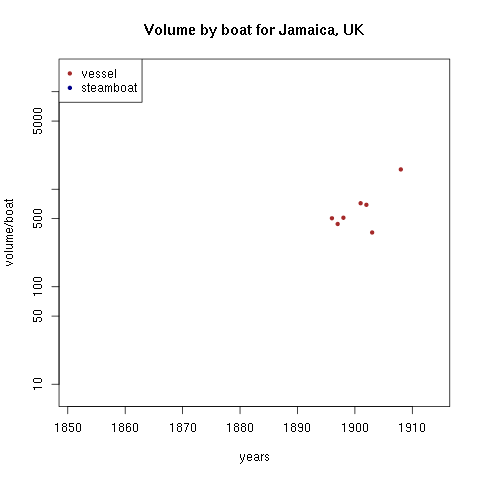 Volume by boat for Jamaica, UK
vessel
steamboat
5000
500
100
50
10
volume/boat
1850 1860 1870 1880 1890 1900 1910
years